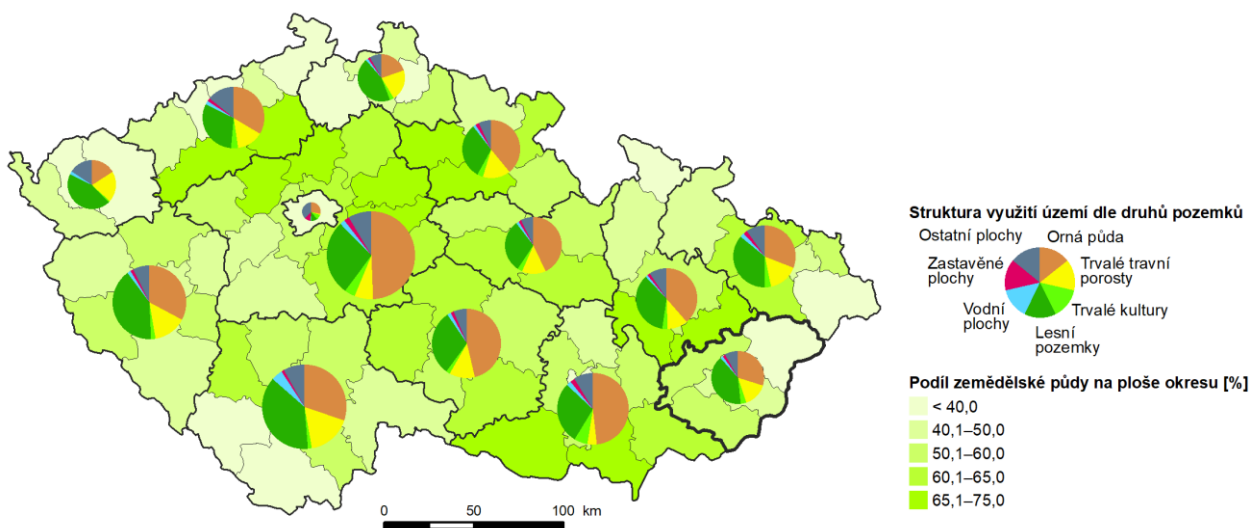 Struktura využití území dle druhů pozemků
Ostatní plochy
Orná půda
Zastavěné
plochy
Trvalé travní
porosty
Vodní
plochy
Trvalé kultury
Lesní
pozemky
Podíl zemědělské půdy na ploše okresu [%]
< 40,0
40,1–50,0
50,1–60,0
60,1–65,0
65,1–75,0
0 50 100 km